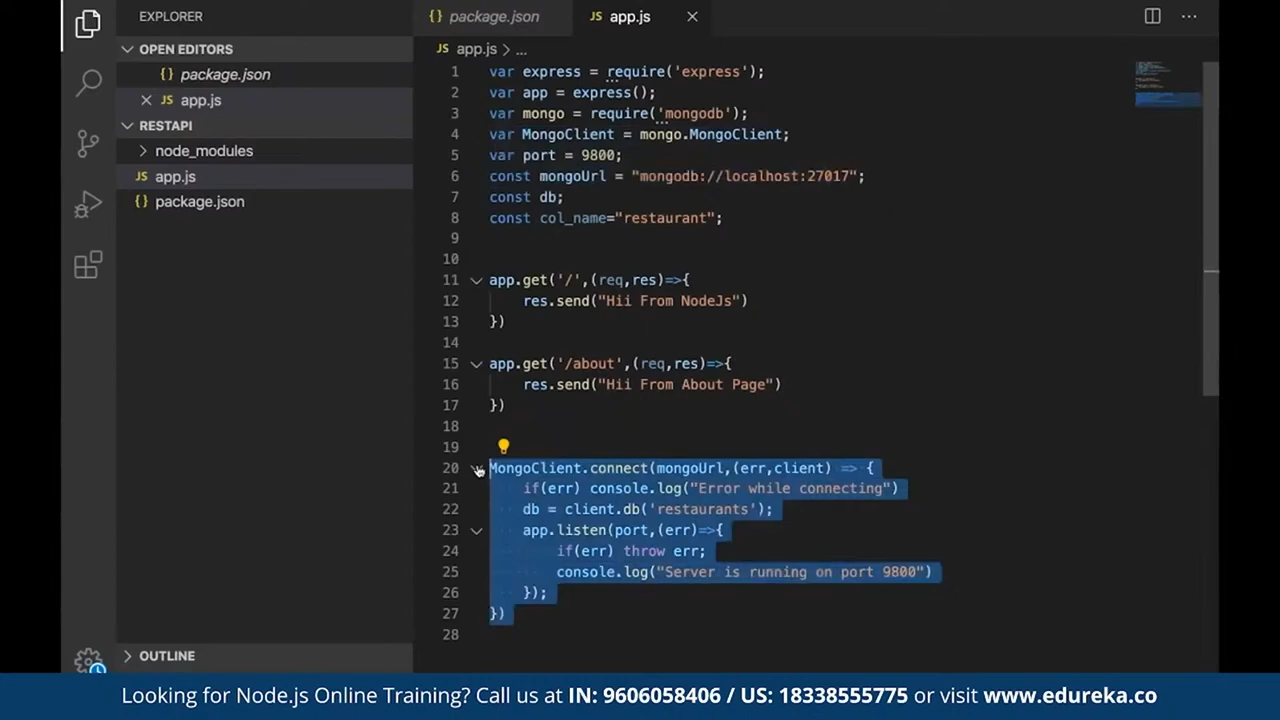 EXPLORER
OPEN EDITORS
package.json
app.js
RESTAPI
node_modules
app.js
package.json
OUTLINE
package.json
app.js
app.js > ...
1 var express = require('express');
2 var app = express();
3 var mongo = require('mongodb');
4 var MongoClient = mongo.MongoClient;
5 var port = 9800;
6 const mongoUrl = "mongodb://localhost:27017";
7 const db;
8 const col_name="restaurant";
9
10
11 app.get('/',(req,res)=>{
12 res.send("Hii From NodeJs")
13 })
14
15 app.get('/about',(req,res)=>{
16 res.send("Hii From About Page")
17 })
18
19
20 MongoClient.connect(mongoUrl,(err,client) => {
21 if(err) console.log("Error while connecting")
22 db = client.db('restaurants');
23 app.listen(port,(err)=>{
24 if(err) throw err;
25 console.log("Server is running on port 9800")
26 });
27 })
28
Looking for Node.js Online Training? Call us at IN: 9606058406 / US: 18338555775 or visit www.edureka.co